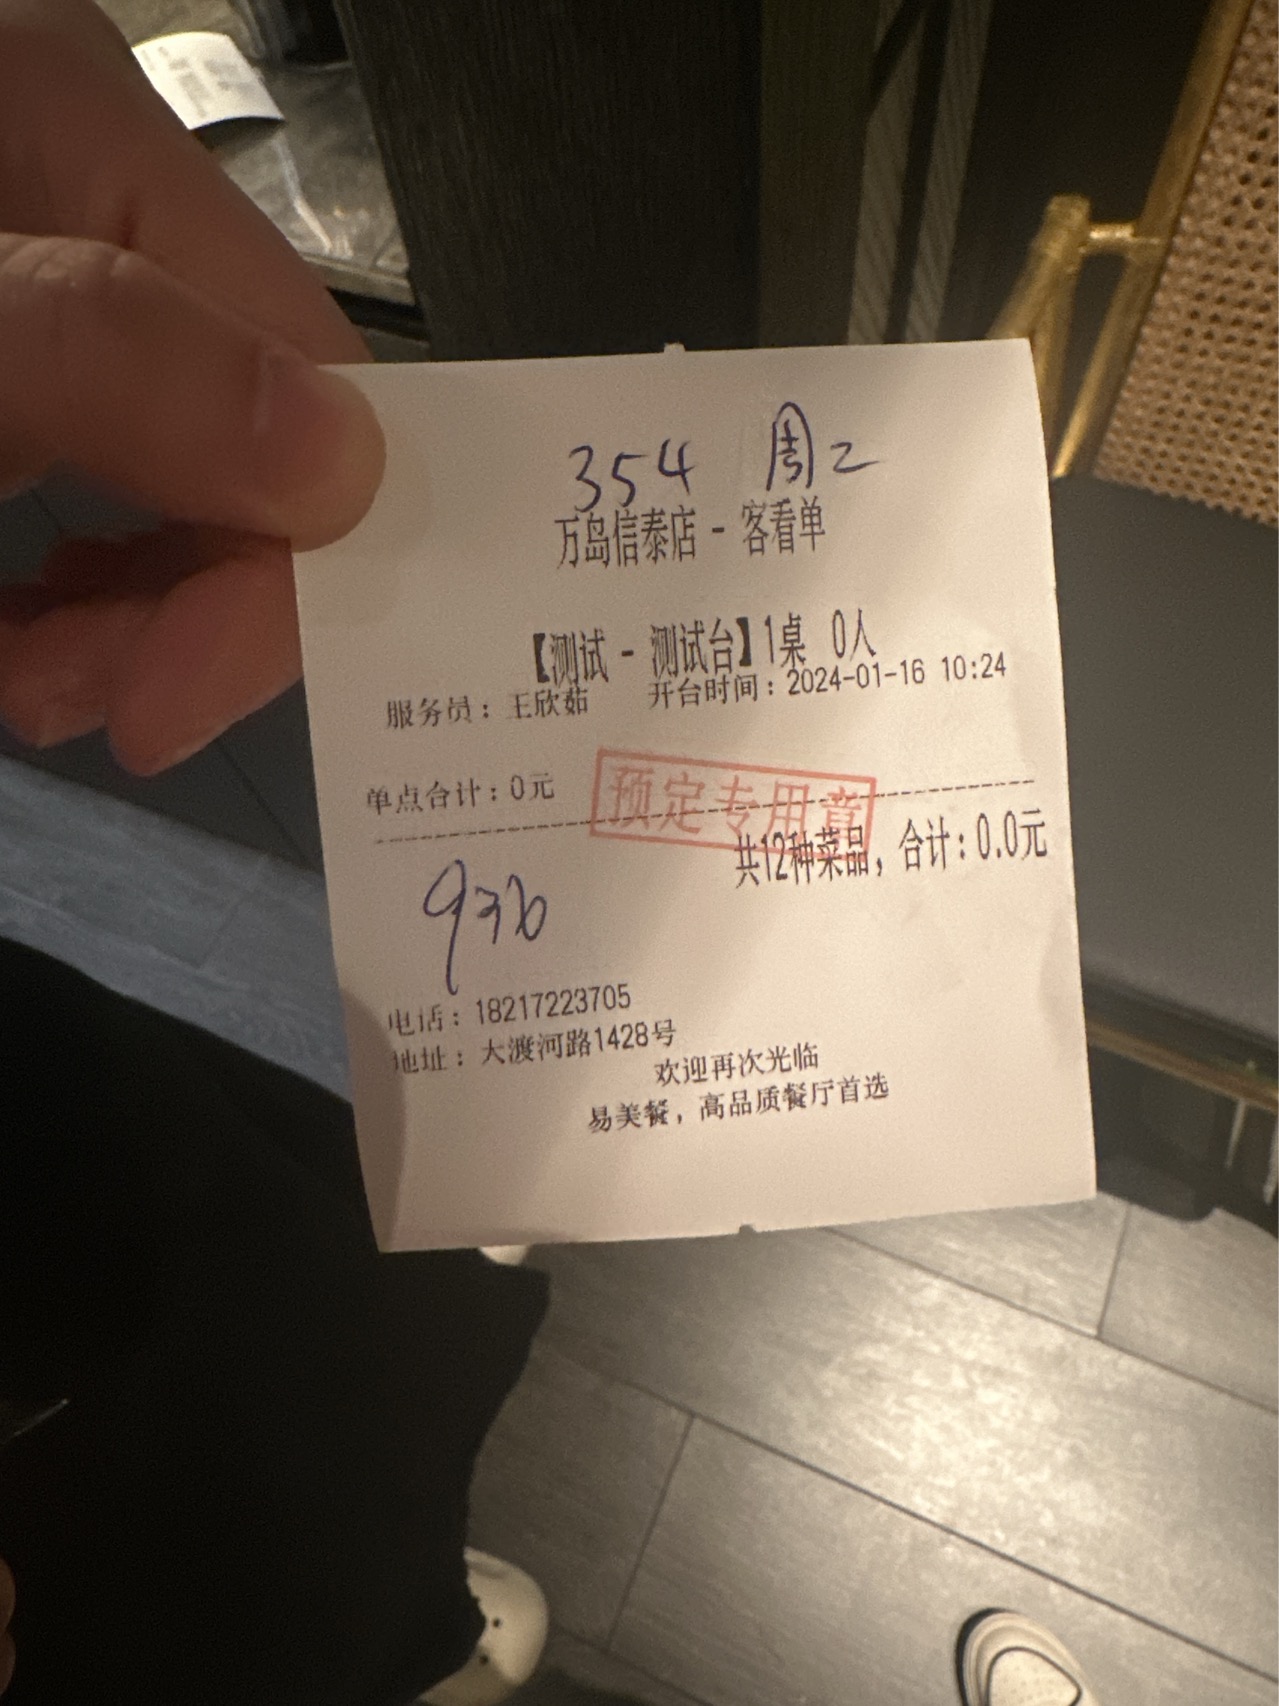 354 周二
万岛信泰店 - 客看单
【测试 - 测试台】1桌 0人
服务员：王欣茹 开台时间：2024-01-16 10:24
单点合计：0元
预定专用章
共12种菜品，合计：0.0元
电话：18217223705
地址：大渡河路1428号
欢迎再次光临
易美餐，高品质餐厅首选